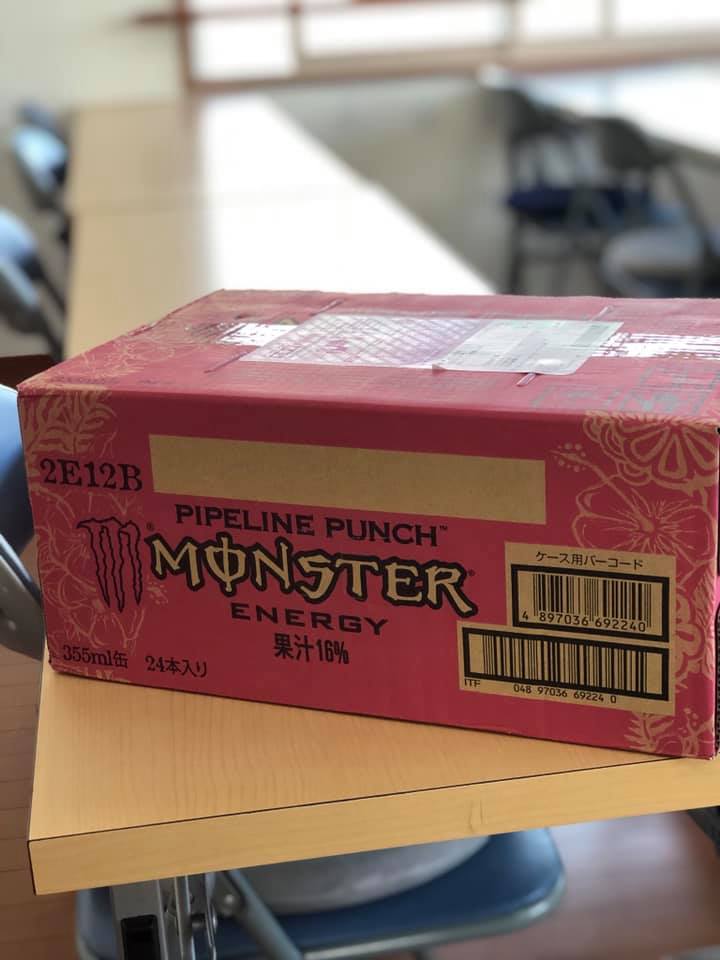 2E12B
PIPELINE PUNCH™
MONSTER®
ENERGY
果汁16%
355ml缶 24本入り
ケース用バーコード
4 897036 692240
ITF 048 97036 69224 0